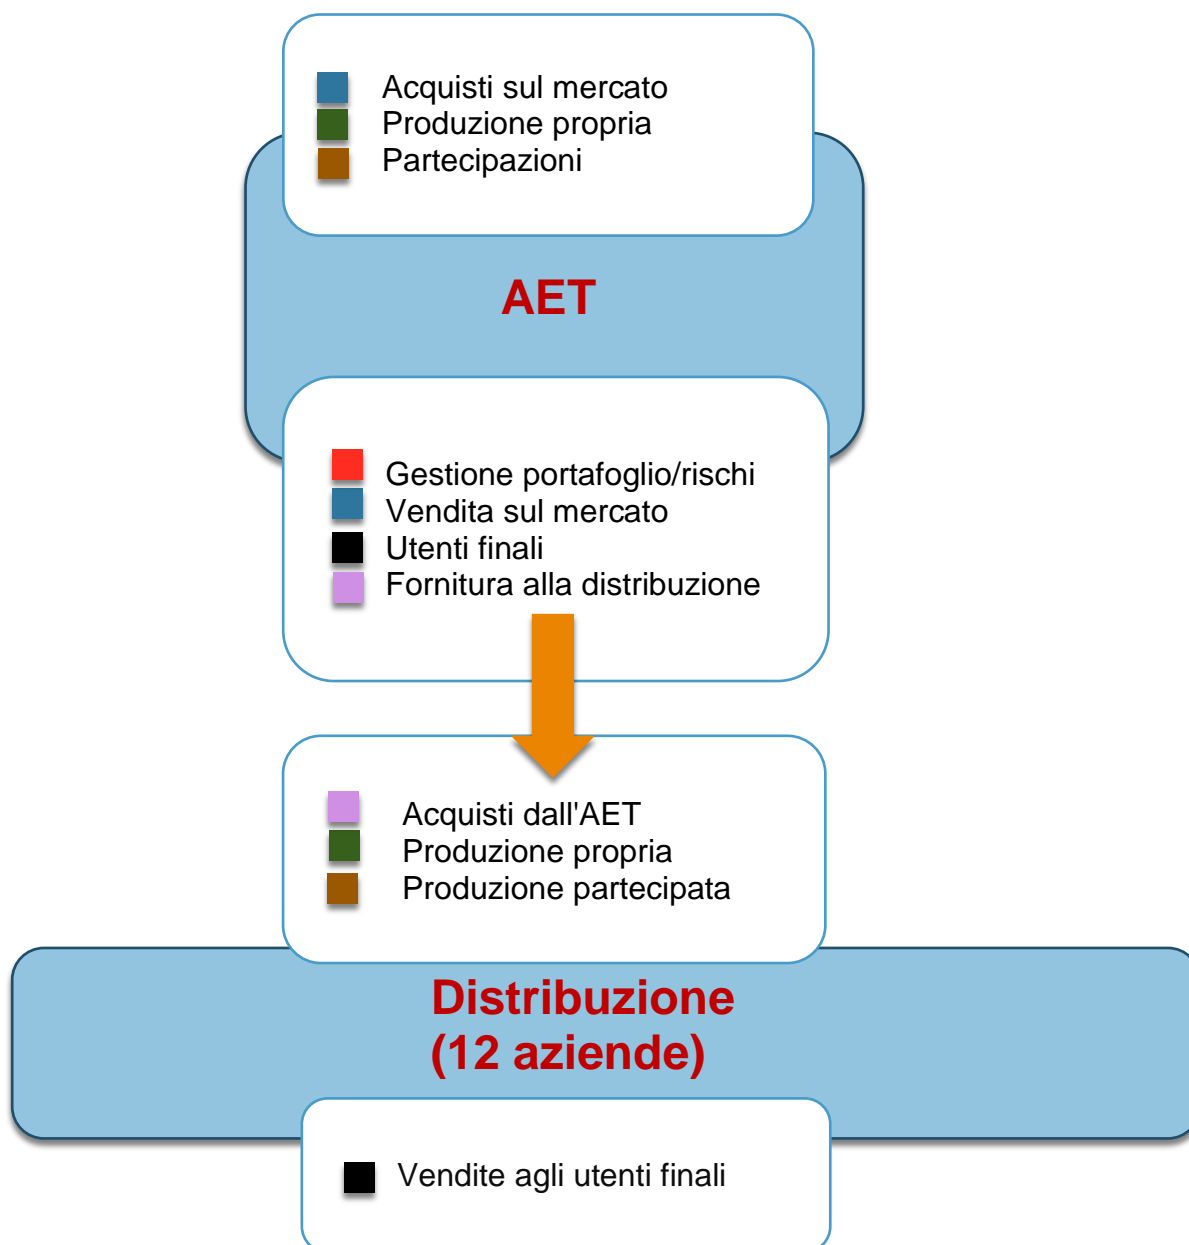 Acquisti sul mercato
Produzione propria
Partecipazioni
AET
Gestione portafoglio/rischi
Vendita sul mercato
Utenti finali
Fornitura alla distribuzione
Acquisti dall'AET
Produzione propria
Produzione partecipata
Distribuzione
(12 aziende)
Vendite agli utenti finali